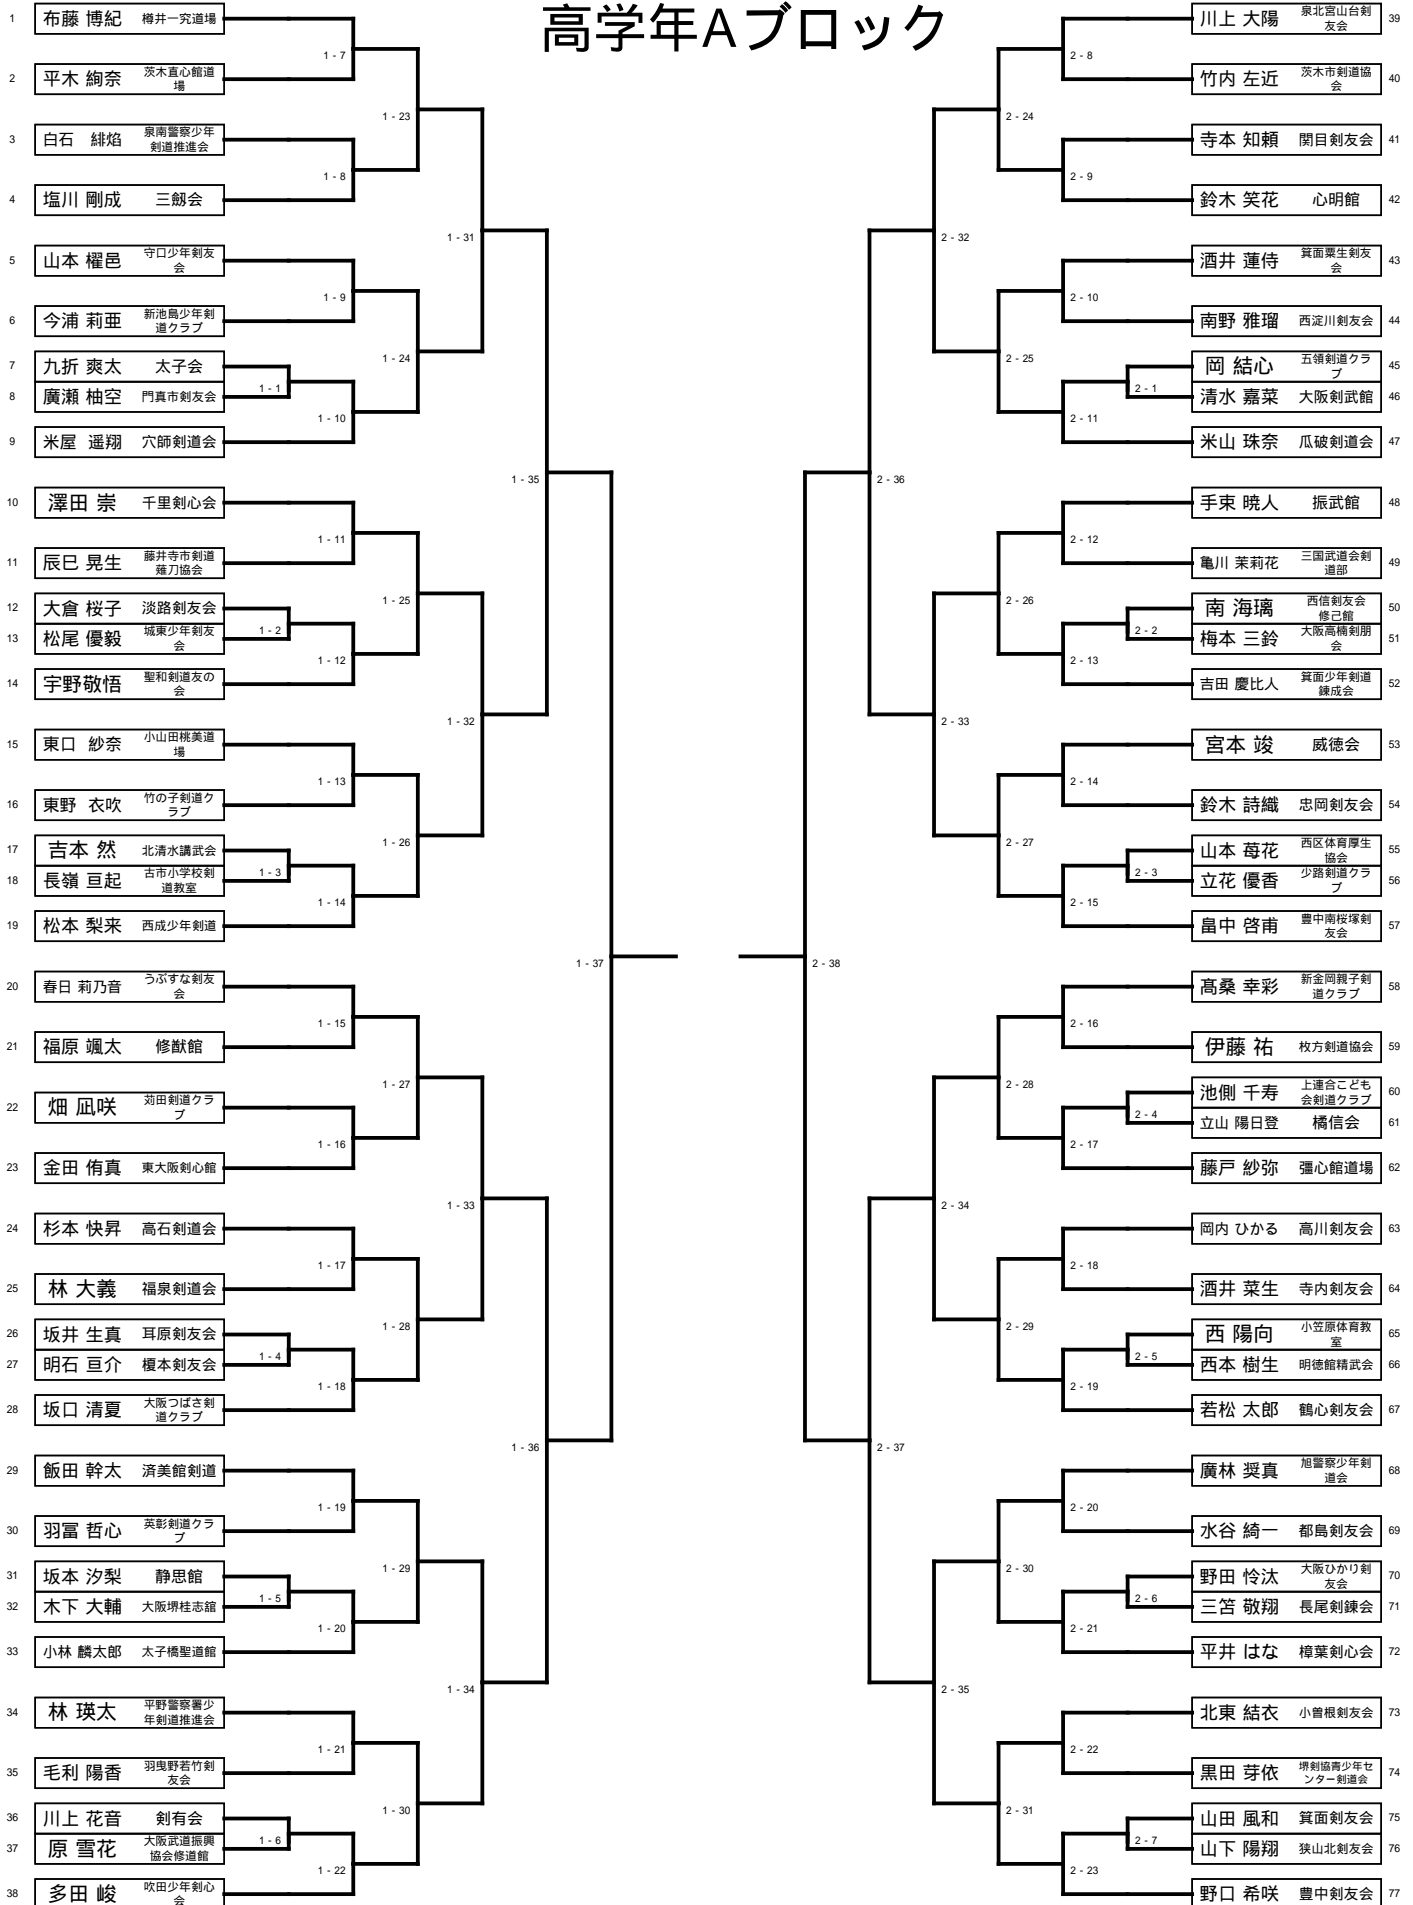 高学年Aブロック
1 布藤 博紀 樽井一究道場
1 - 7
2 平木 絢奈 茨木直心館道
場
1 - 23
3 白石 緋焔 泉南警察少年
剣道推進会
1 - 8
4 塩川 剛成 三劔会
1 - 31
5 山本 櫂邑 守口少年剣友
会
1 - 9
6 今浦 莉亜 新池島少年剣
道クラブ
1 - 24
7 九折 爽太 太子会
1 - 1
8 廣瀬 柚空 門真市剣友会
1 - 10
9 米屋 遥翔 穴師剣道会
1 - 35
10 澤田 崇 千里剣心会
1 - 11
11 辰巳 晃生 藤井寺市剣道
薙刀協会
1 - 25
12 大倉 桜子 淡路剣友会
1 - 2
13 松尾 優毅 城東少年剣友
会
1 - 12
14 宇野敬悟 聖和剣道友の
会
1 - 32
15 東口 紗奈 小山田桃美道
場
1 - 13
16 東野 衣吹 竹の子剣道ク
ラブ
1 - 26
17 吉本 然 北清水講武会
1 - 3
18 長嶺 亘起 古市小学校剣
道教室
1 - 14
19 松本 梨来 西成少年剣道
1 - 37
20 春日 莉乃音 うぶすな剣友
会
1 - 15
21 福原 颯太 修猷館
1 - 27
22 畑 凪咲 苅田剣道クラ
ブ
1 - 16
23 金田 侑真 東大阪剣心館
1 - 33
24 杉本 快昇 高石剣道会
1 - 17
25 林 大義 福泉剣道会
1 - 28
26 坂井 生真 耳原剣友会
1 - 4
27 明石 亘介 榎本剣友会
1 - 18
28 坂口 清夏 大阪つばさ剣
道クラブ
1 - 36
29 飯田 幹太 済美館剣道
1 - 19
30 羽冨 哲心 英彰剣道クラ
ブ
1 - 29
31 坂本 汐梨 静思館
1 - 5
32 木下 大輔 大阪堺桂志舘
1 - 20
33 小林 麟太郎 太子橋聖道館
1 - 34
34 林 瑛太 平野警察署少
年剣道推進会
1 - 21
35 毛利 陽香 羽曳野若竹剣
友会
1 - 30
36 川上 花音 剣有会
1 - 6
37 原 雪花 大阪武道振興
協会修道館
1 - 22
38 多田 峻 吹田少年剣心
会
川上 大陽 泉北宮山台剣
友会 39
2 - 8
竹内 左近 茨木市剣道協
会 40
2 - 24
寺本 知頼 関目剣友会 41
2 - 9
鈴木 笑花 心明館 42
2 - 32
酒井 蓮侍 箕面粟生剣友
会 43
2 - 10
南野 雅瑠 西淀川剣友会 44
2 - 25
岡 結心 五領剣道クラ
ブ 45
2 - 1
清水 嘉菜 大阪剣武館 46
2 - 11
米山 珠奈 瓜破剣道会 47
2 - 36
手束 暁人 振武館 48
2 - 12
亀川 茉莉花 三国武道会剣
道部 49
2 - 26
南 海璃 西信剣友会
修己館 50
2 - 2
梅本 三鈴 大阪高楠剣朋
会 51
2 - 13
吉田 慶比人 箕面少年剣道
錬成会 52
2 - 33
宮本 竣 威徳会 53
2 - 14
鈴木 詩織 忠岡剣友会 54
2 - 27
山本 苺花 西区体育厚生
協会 55
2 - 3
立花 優香 少路剣道クラ
ブ 56
2 - 15
畠中 啓甫 豊中南桜塚剣
友会 57
2 - 38
髙桑 幸彩 新金岡親子剣
道クラブ 58
2 - 16
伊藤 祐 枚方剣道協会 59
2 - 28
池側 千寿 上連合こども
会剣道クラブ 60
2 - 4
立山 陽日登 橘信会 61
2 - 17
藤戸 紗弥 彊心館道場 62
2 - 34
岡内 ひかる 高川剣友会 63
2 - 18
酒井 菜生 寺内剣友会 64
2 - 29
西 陽向 小笠原体育教
室 65
2 - 5
西本 樹生 明徳館精武会 66
2 - 19
若松 太郎 鶴心剣友会 67
2 - 37
廣林 奨真 旭警察少年剣
道会 68
2 - 20
水谷 綺一 都島剣友会 69
2 - 30
野田 怜汰 大阪ひかり剣
友会 70
2 - 6
三笘 敬翔 長尾剣錬会 71
2 - 21
平井 はな 樟葉剣心会 72
2 - 35
北東 結衣 小曽根剣友会 73
2 - 22
黒田 芽依 堺剣協青少年セ
ンター剣道会 74
2 - 31
山田 風和 箕面剣友会 75
2 - 7
山下 陽翔 狭山北剣友会 76
2 - 23
野口 希咲 豊中剣友会 77